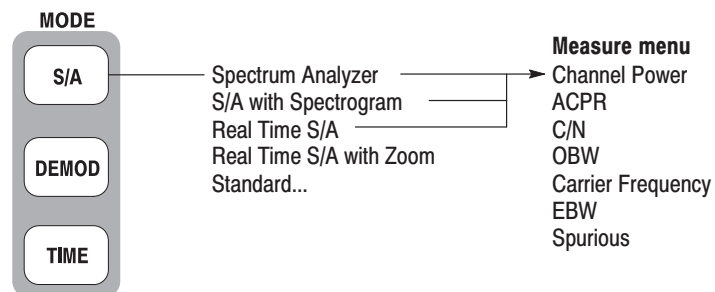 MODE
S/A
DEMOD
TIME
Spectrum Analyzer
S/A with Spectrogram
Real Time S/A
Real Time S/A with Zoom
Standard...
Measure menu
Channel Power
ACPR
C/N
OBW
Carrier Frequency
EBW
Spurious